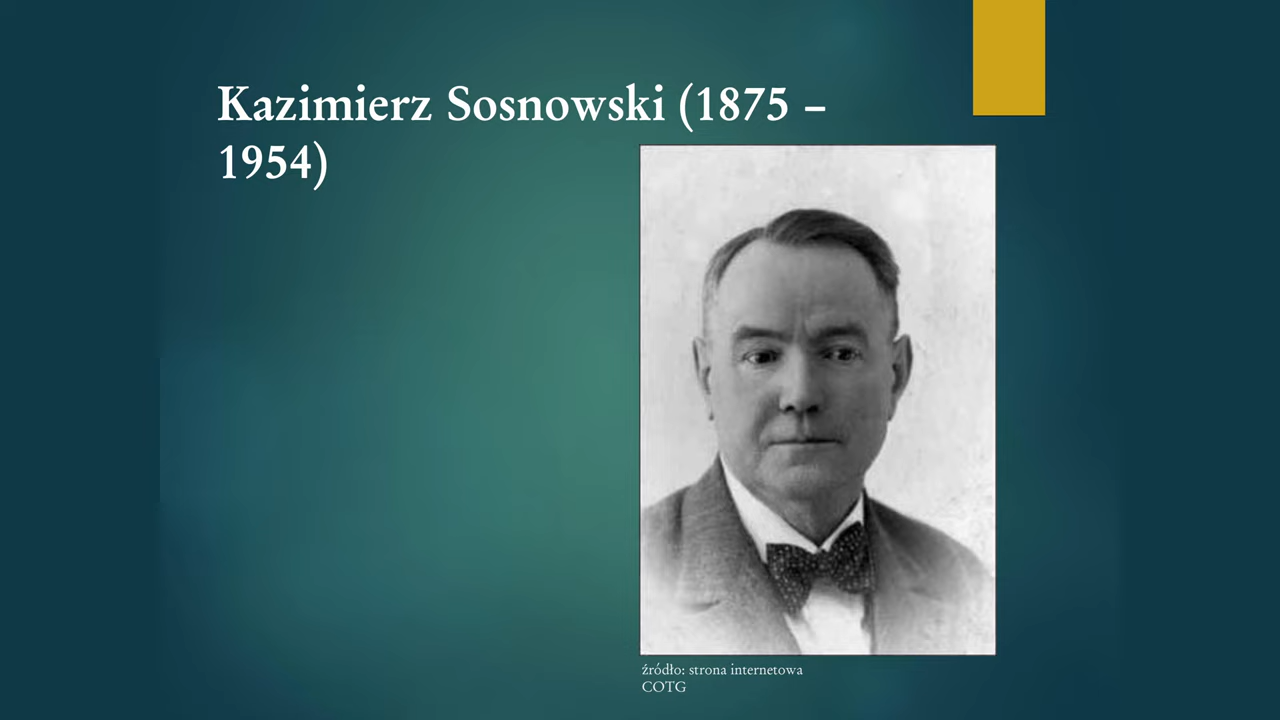 Kazimierz Sosnowski (1875 –
1954)
źródło: strona internetowa
COTG